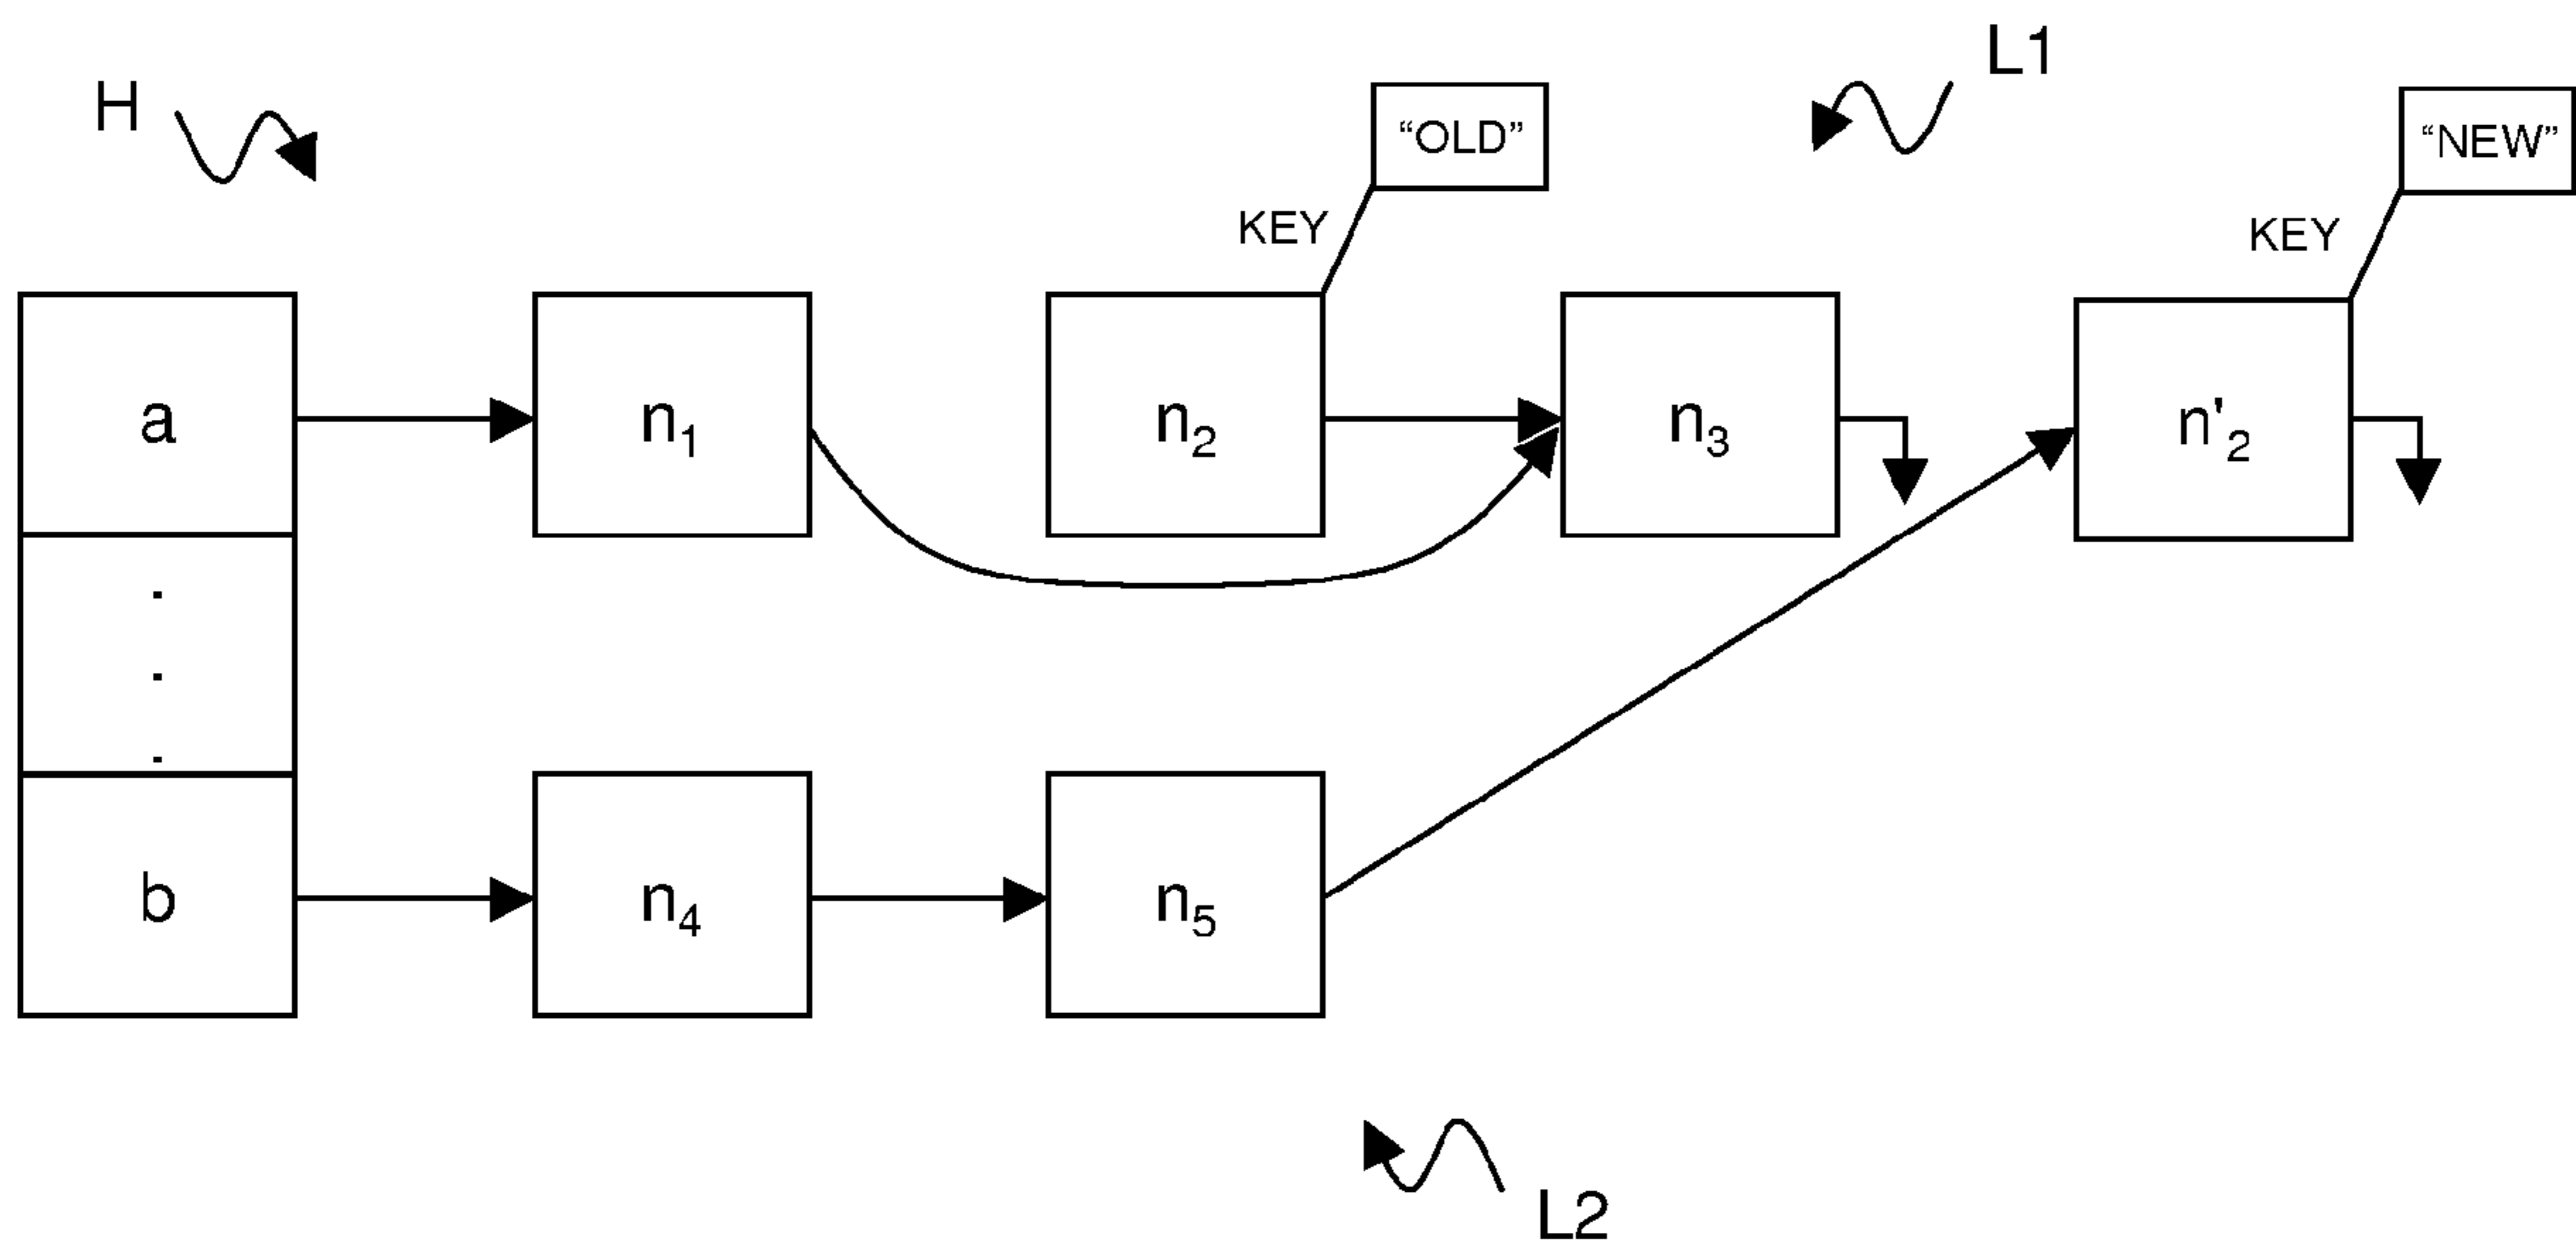 H
L1
“OLD”
“NEW”
KEY
KEY
a
n₁
n₂
n₃
n'₂
.
.
.
b
n₄
n₅
L2